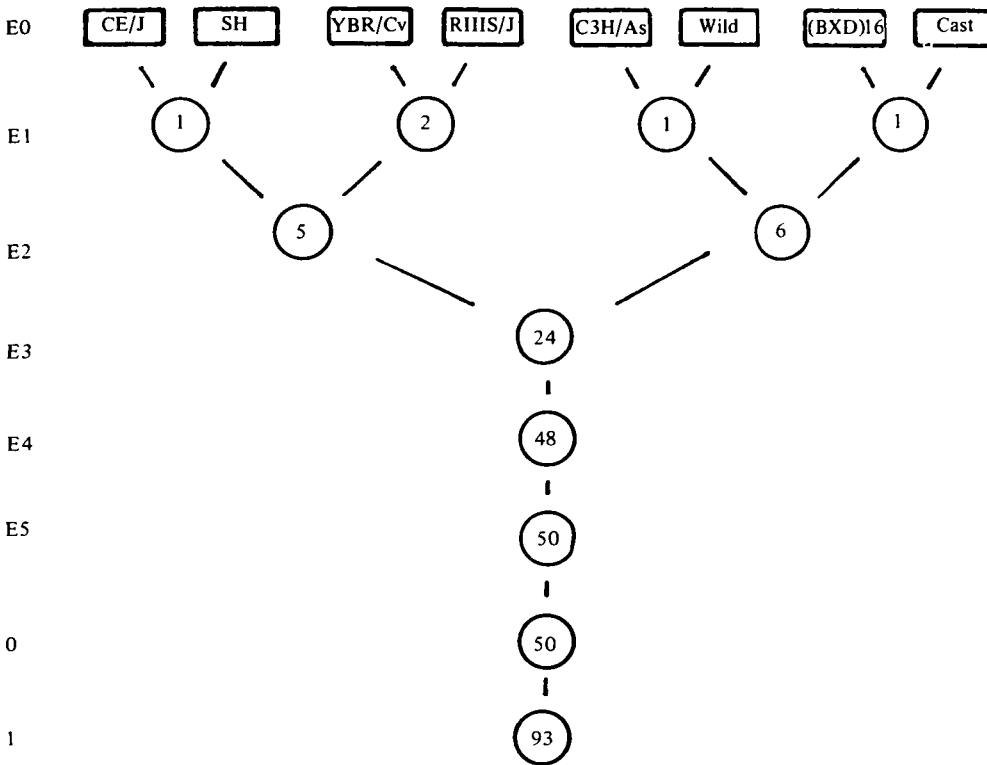 E0 CE/J SH YBR/Cv RIIIS/J C3H/As Wild (BXD)16 Cast
E1 1 2 1 1
E2 5 6
E3 24
E4 48
E5 50
0 50
1 93